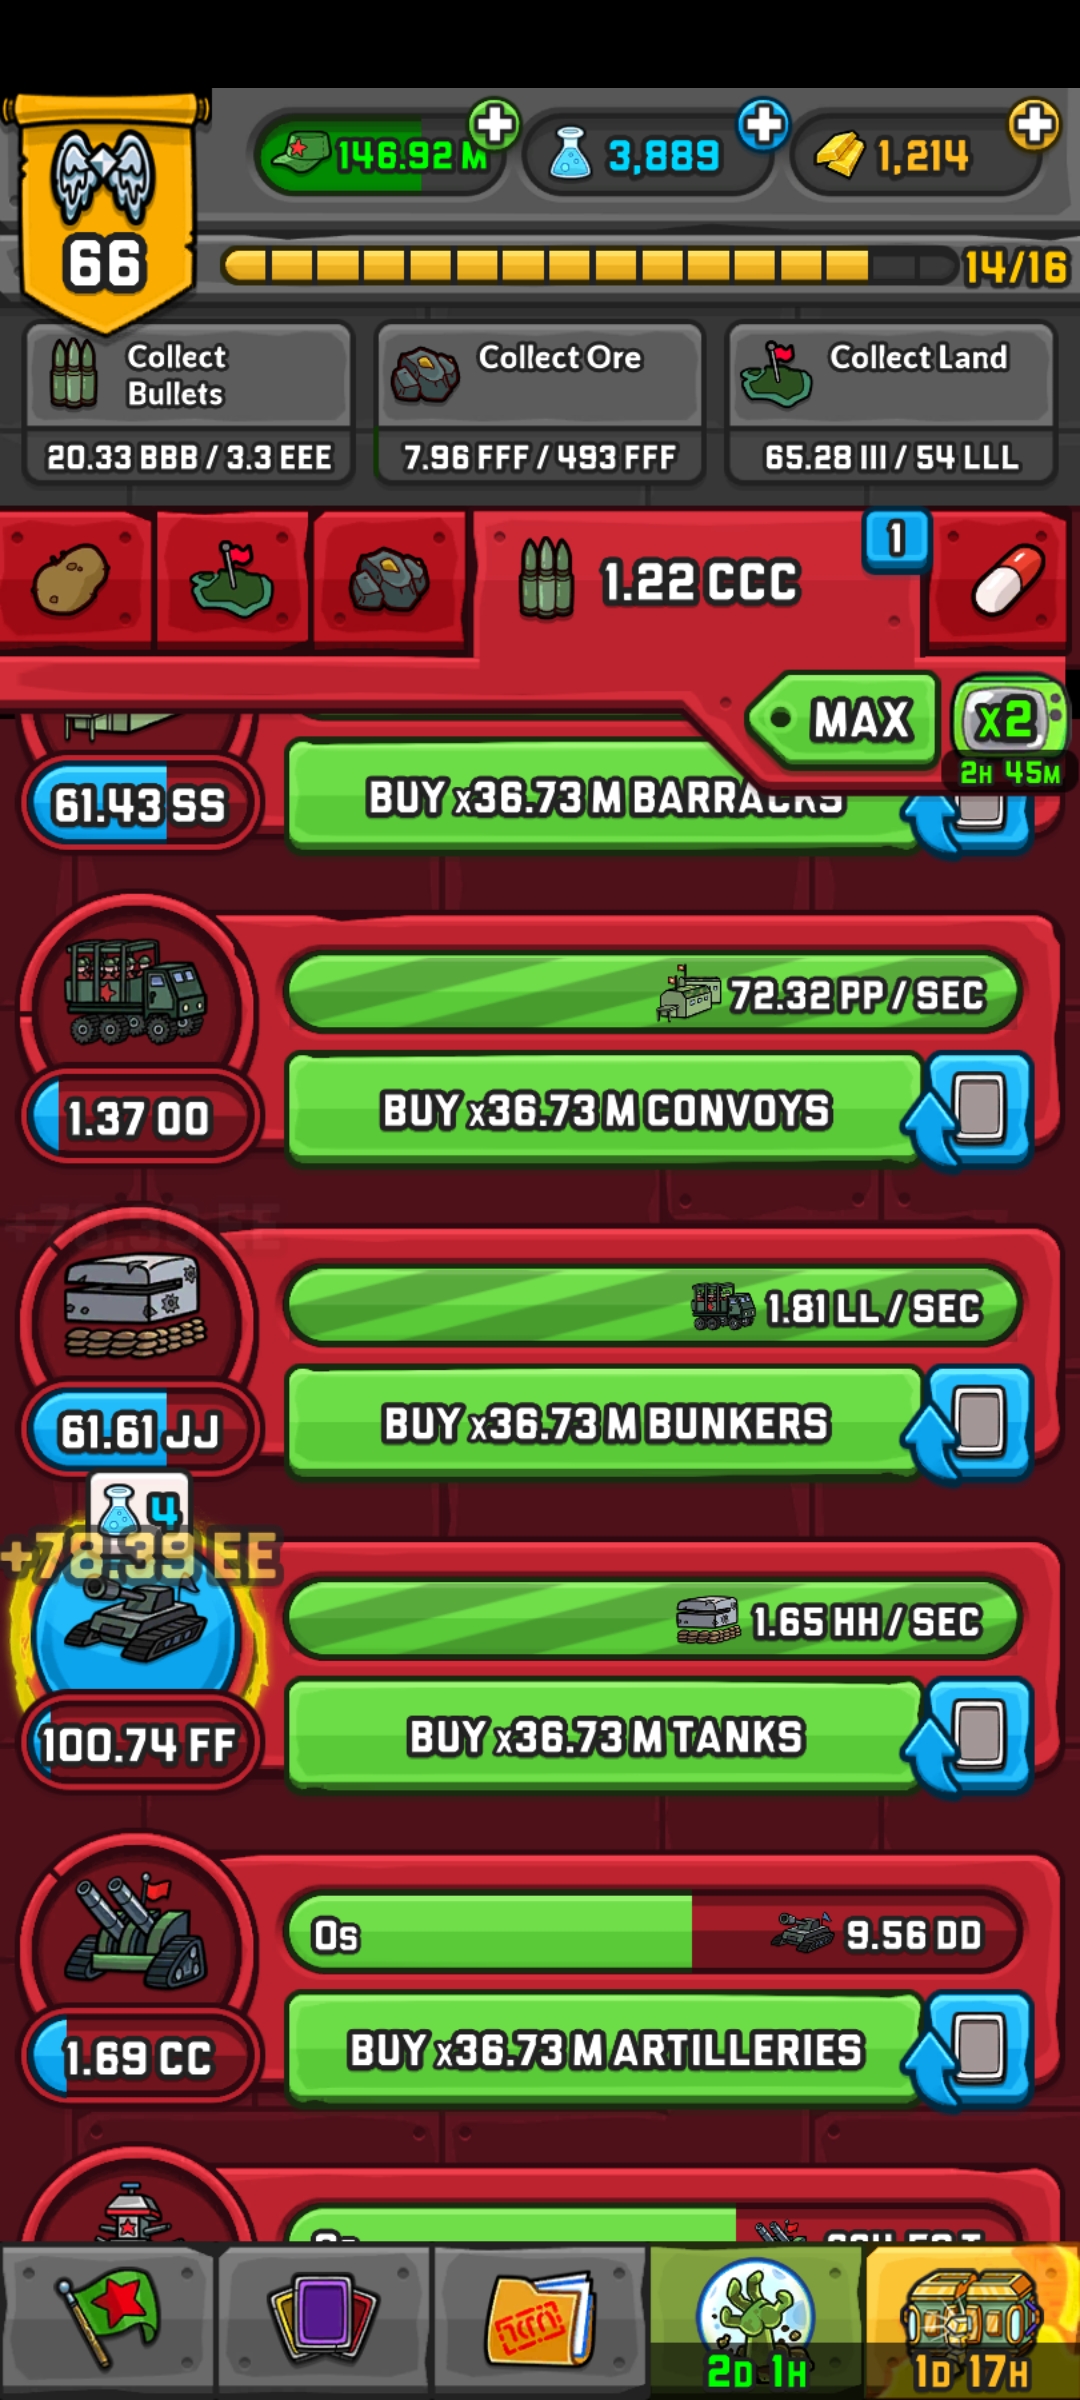 146.92 M
3,889
1,214
66
14/16
Collect
Bullets
20.33 BBB / 3.3 EEE
Collect Ore
7.96 FFF / 493 FFF
Collect Land
65.28 III / 54 LLL
1.22 CCC
1
MAX
x2
2H 45M
61.43 SS
BUY x36.73 M BARRACKS
72.32 PP / SEC
1.37 OO
BUY x36.73 M CONVOYS
+78.39 EE
1.81 LL / SEC
61.61 JJ
BUY x36.73 M BUNKERS
4
+78.39 EE
1.65 HH / SEC
100.74 FF
BUY x36.73 M TANKS
0s
9.56 DD
1.69 CC
BUY x36.73 M ARTILLERIES
2D 1H
1D 17H